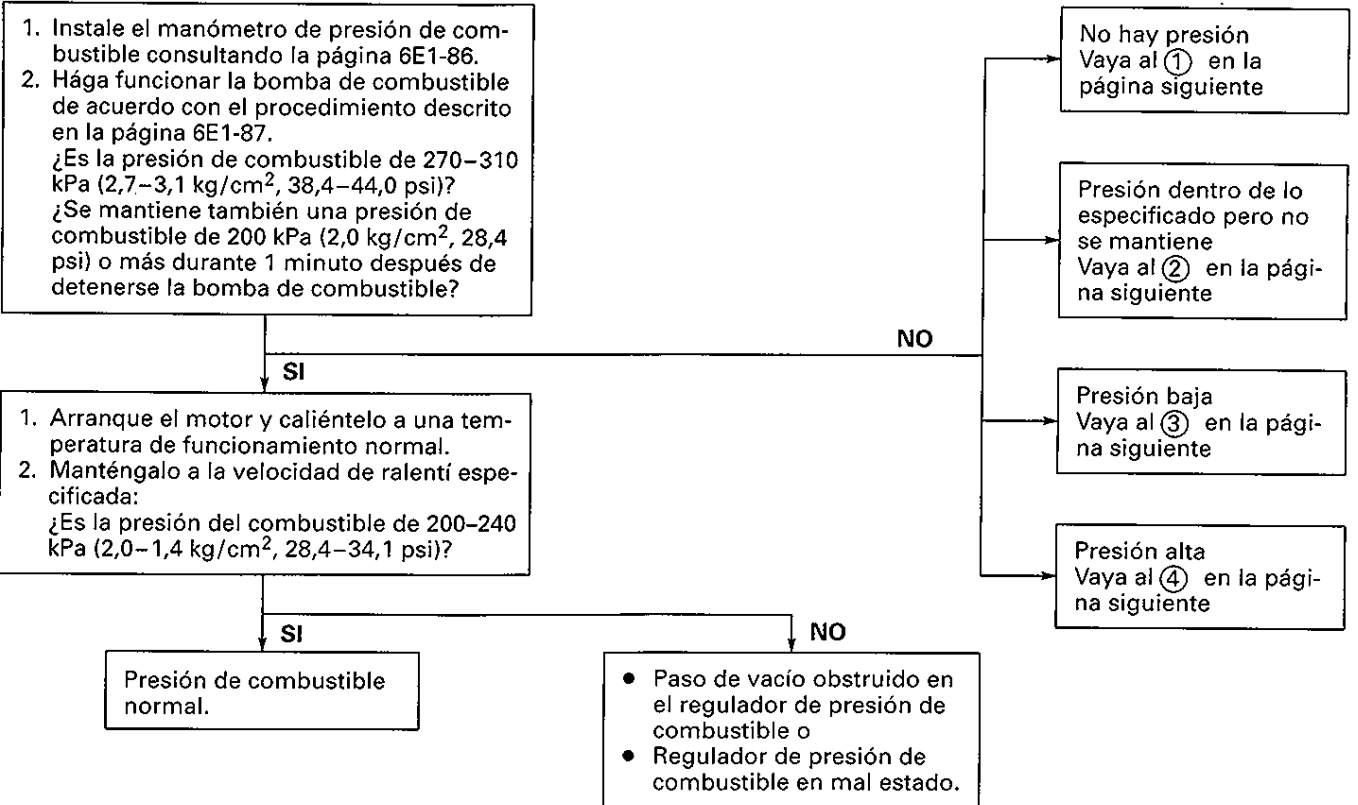 1. Instale el manómetro de presión de com-
bustible consultando la página 6E1-86.
2. Hága funcionar la bomba de combustible
de acuerdo con el procedimiento descrito
en la página 6E1-87.
¿Es la presión de combustible de 270–310
kPa (2,7–3,1 kg/cm², 38,4–44,0 psi)?
¿Se mantiene también una presión de
combustible de 200 kPa (2,0 kg/cm², 28,4
psi) o más durante 1 minuto después de
detenerse la bomba de combustible?
No hay presión
Vaya al ① en la
página siguiente
Presión dentro de lo
especificado pero no
se mantiene
Vaya al ② en la pági-
na siguiente
NO
SI
Presión baja
Vaya al ③ en la pági-
na siguiente
1. Arranque el motor y caliéntelo a una tem-
peratura de funcionamiento normal.
2. Manténgalo a la velocidad de ralentí espe-
cificada:
¿Es la presión del combustible de 200–240
kPa (2,0–1,4 kg/cm², 28,4–34,1 psi)?
Presión alta
Vaya al ④ en la pági-
na siguiente
SI
NO
Presión de combustible
normal.
● Paso de vacío obstruido en
el regulador de presión de
combustible o
● Regulador de presión de
combustible en mal estado.